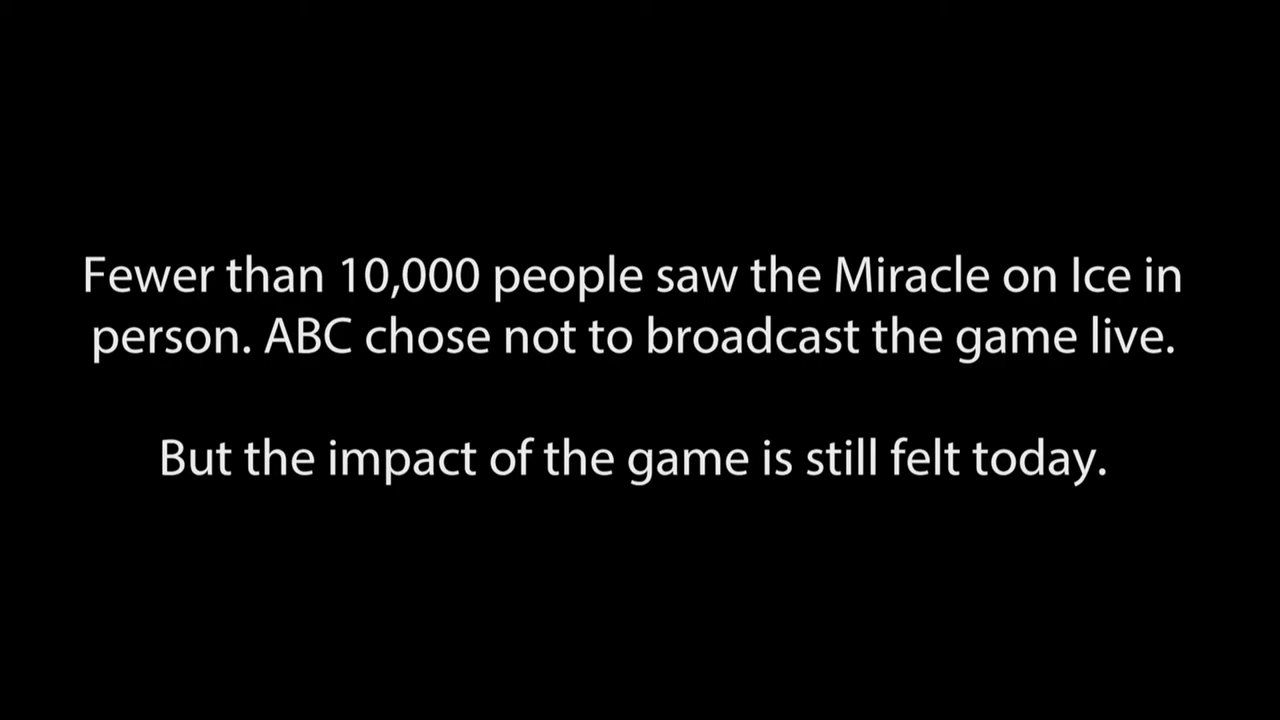 Fewer than 10,000 people saw the Miracle on Ice in
person. ABC chose not to broadcast the game live.
But the impact of the game is still felt today.